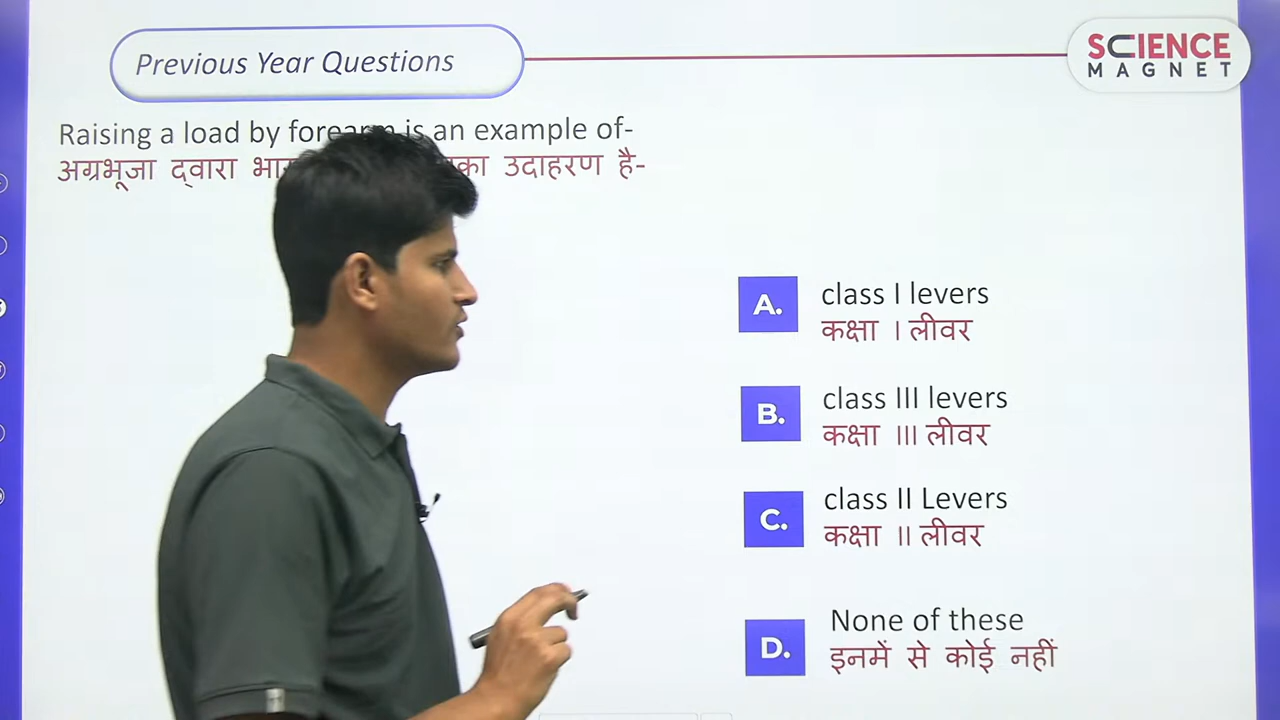 Previous Year Questions
SCIENCE
MAGNET
Raising a load by forearm is an example of-
अग्रभूजा द्वारा उदाहरण है-
A. class I levers
कक्षा I लीवर
B. class III levers
कक्षा III लीवर
C. class II Levers
कक्षा II लीवर
D. None of these
इनमें से कोई नहीं